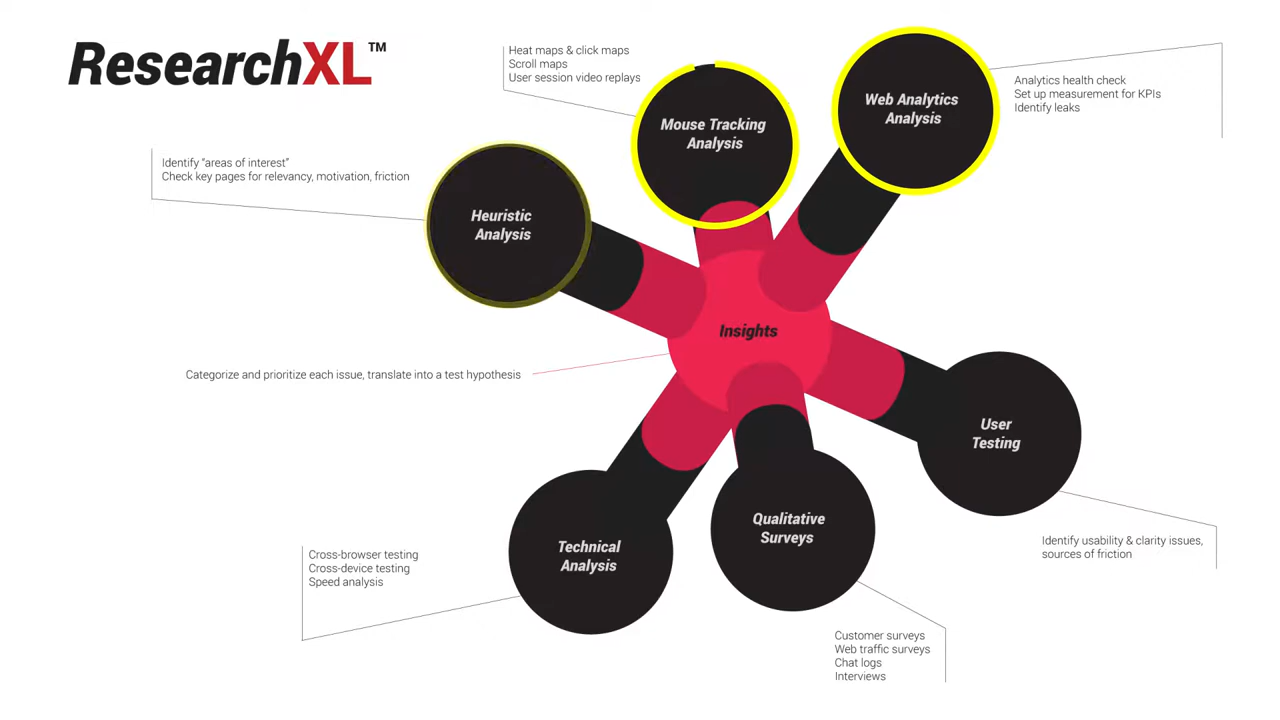 ResearchXL™
Heat maps & click maps
Scroll maps
User session video replays
Mouse Tracking
Analysis
Web Analytics
Analysis
Analytics health check
Set up measurement for KPIs
Identify leaks
Identify “areas of interest”
Check key pages for relevancy, motivation, friction
Heuristic
Analysis
Insights
Categorize and prioritize each issue, translate into a test hypothesis
User
Testing
Identify usability & clarity issues,
sources of friction
Technical
Analysis
Cross-browser testing
Cross-device testing
Speed analysis
Qualitative
Surveys
Customer surveys
Web traffic surveys
Chat logs
Interviews